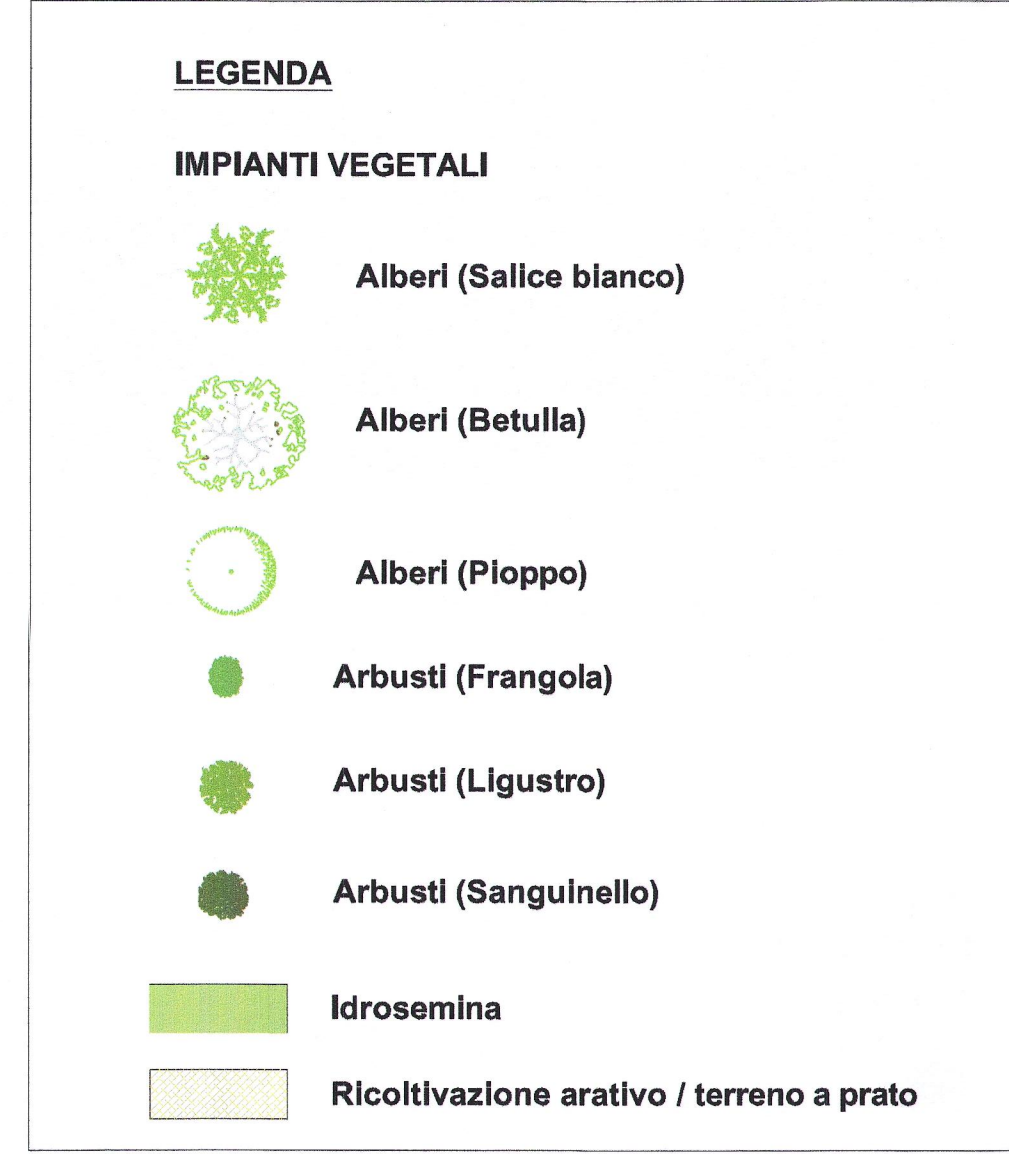 LEGENDA
IMPIANTI VEGETALI
Alberi (Salice bianco)
Alberi (Betulla)
Alberi (Pioppo)
Arbusti (Frangola)
Arbusti (Ligustro)
Arbusti (Sanguinello)
Idrosemina
Ricoltivazione arativo / terreno a prato